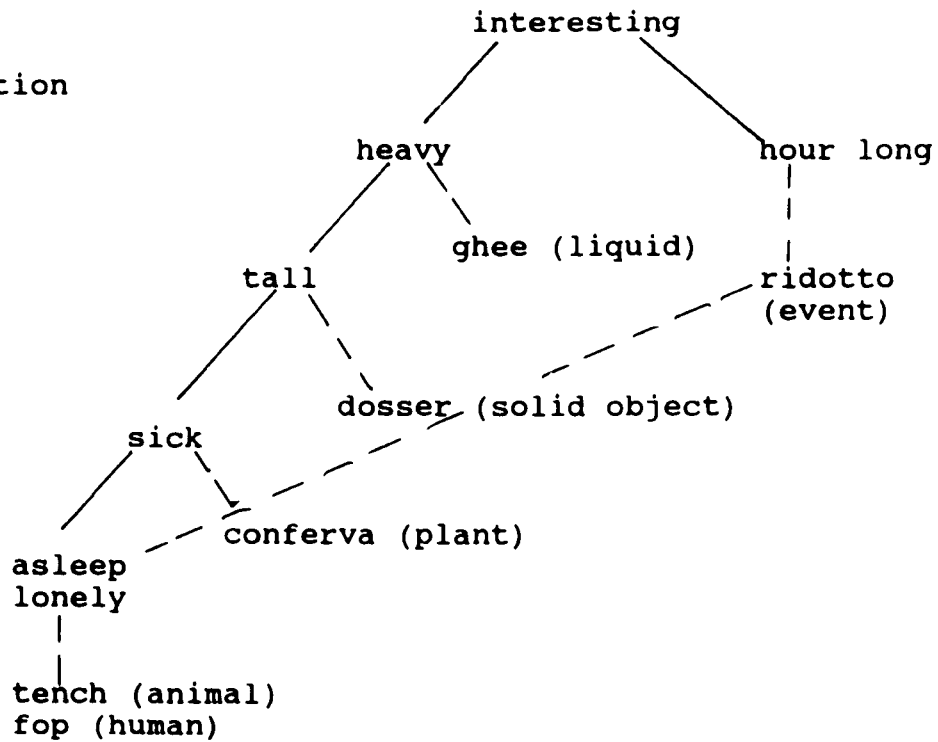 interesting
tion
heavy
hour long
ghee (liquid)
tall
ridotto
(event)
dosser (solid object)
sick
conferva (plant)
asleep
lonely
tench (animal)
fop (human)